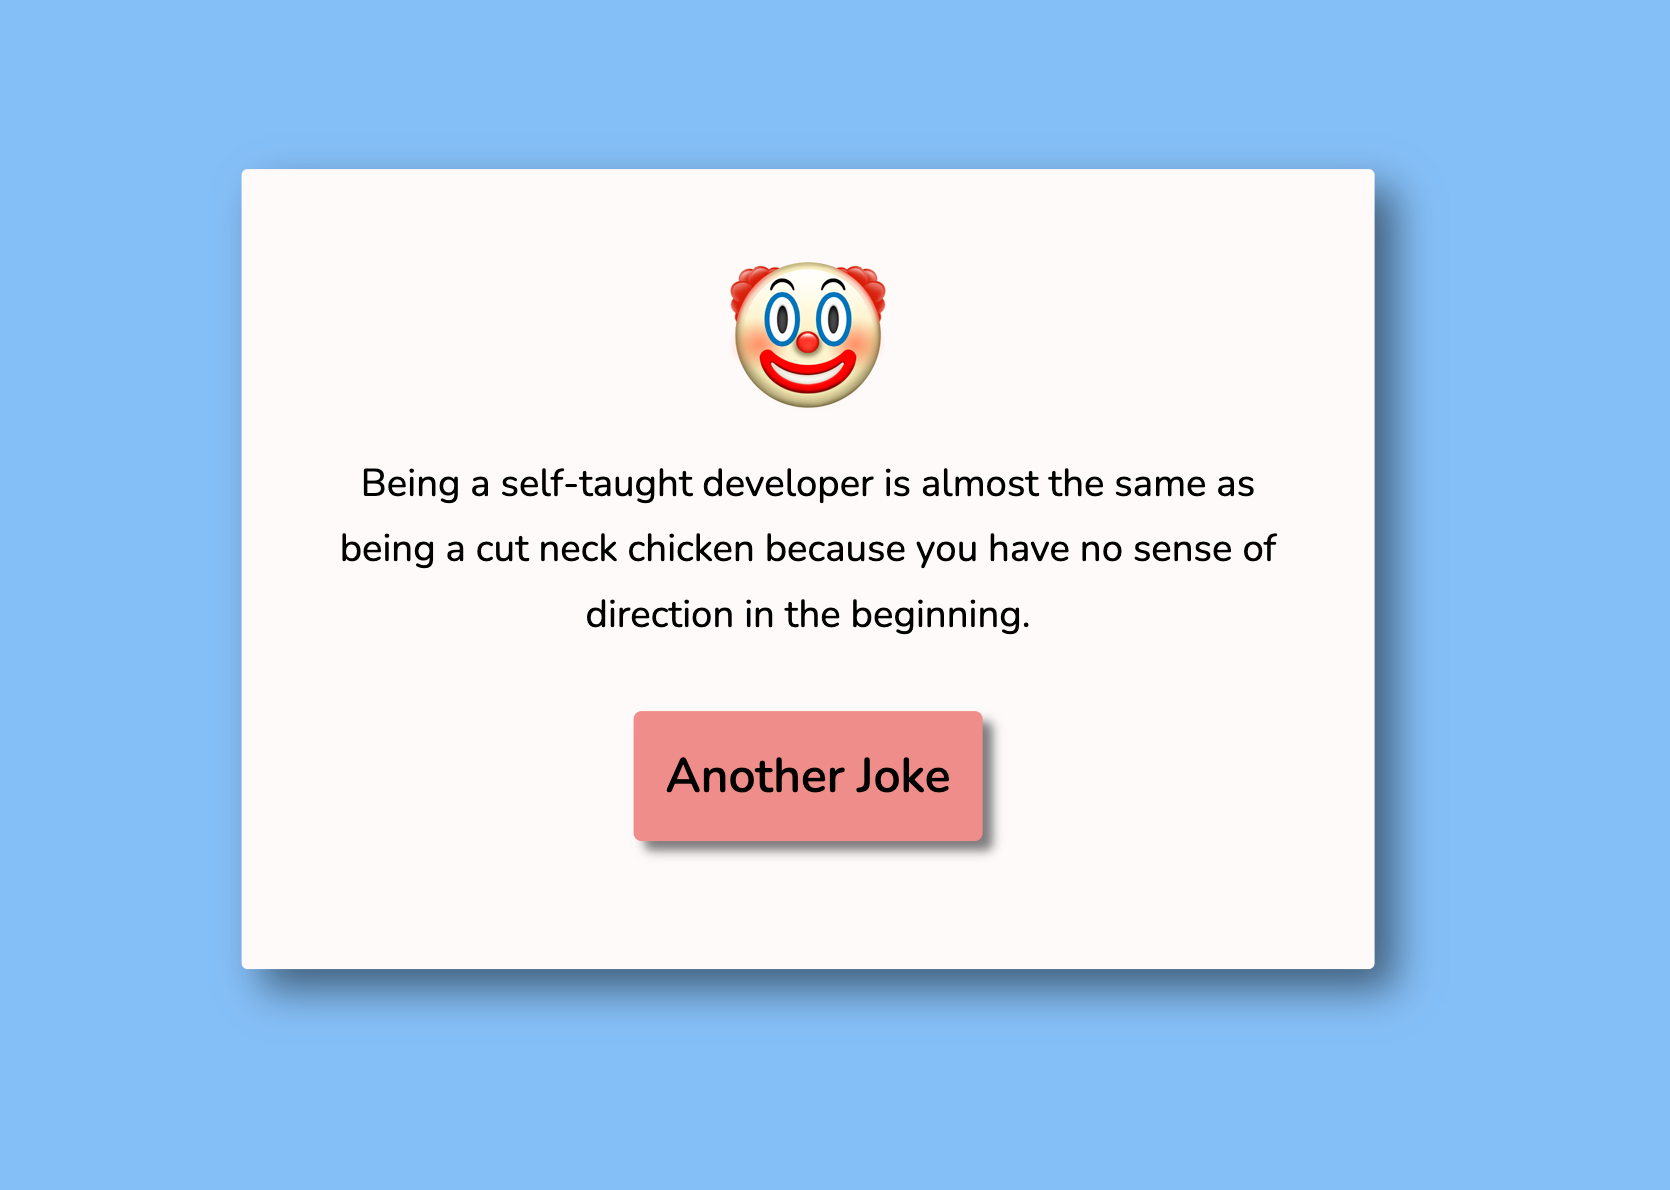 Being a self-taught developer is almost the same as
being a cut neck chicken because you have no sense of
direction in the beginning.
Another Joke